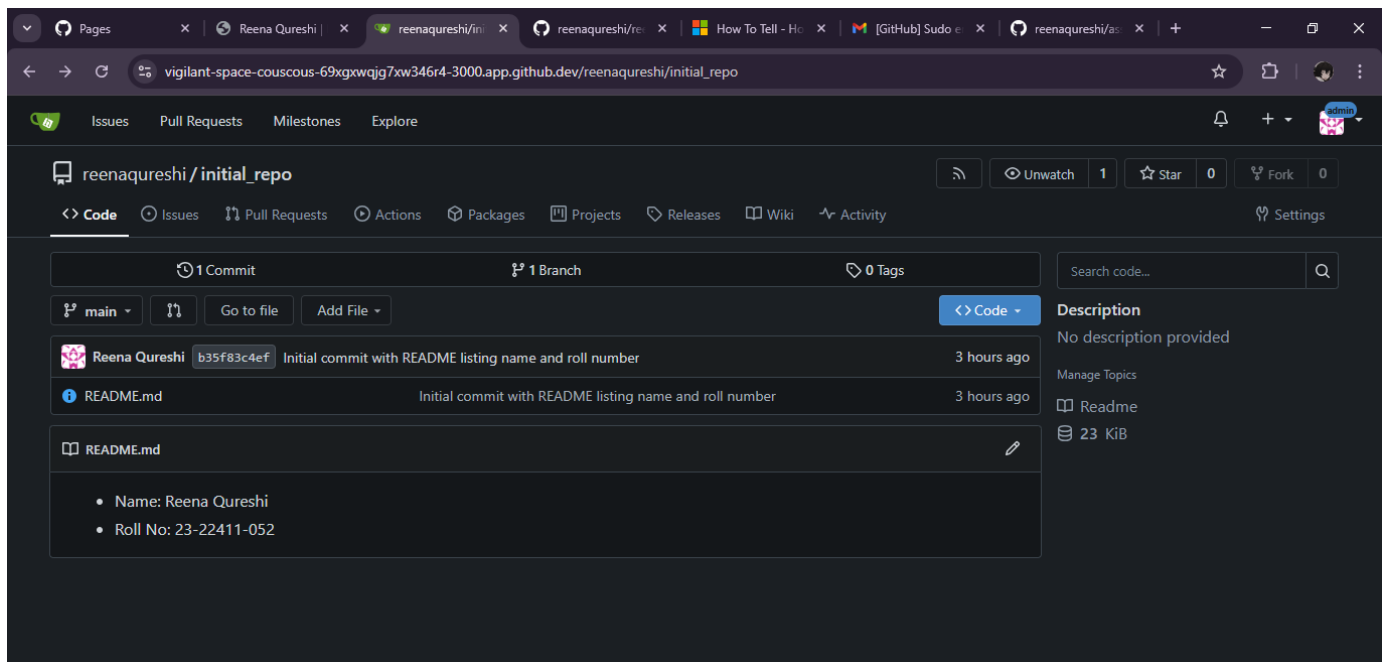 Pages
Reena Qureshi |
reenaqureshi/ini
reenaqureshi/rec
How To Tell - Ho
[GitHub] Sudo e
reenaqureshi/as
vigilant-space-couscous-69xgxwqjg7xw346r4-3000.app.github.dev/reenaqureshi/initial_repo
Issues Pull Requests Milestones Explore
admin
reenaqureshi / initial_repo
Unwatch 1 Star 0 Fork 0
Code Issues Pull Requests Actions Packages Projects Releases Wiki Activity Settings
1 Commit 1 Branch 0 Tags
Search code...
main Go to file Add File Code
Description
No description provided
Reena Qureshi b35f83c4ef Initial commit with README listing name and roll number 3 hours ago
Manage Topics
README.md Initial commit with README listing name and roll number 3 hours ago
Readme
23 KiB
README.md
Name: Reena Qureshi
Roll No: 23-22411-052